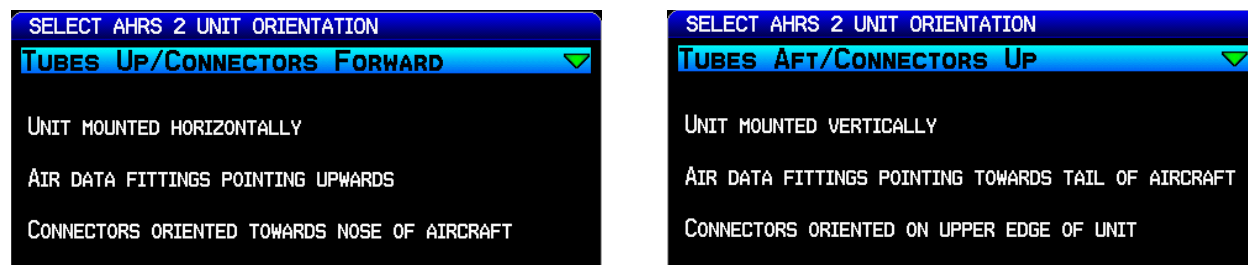 SELECT AHRS 2 UNIT ORIENTATION
TUBES UP/CONNECTORS FORWARD
UNIT MOUNTED HORIZONTALLY
AIR DATA FITTINGS POINTING UPWARDS
CONNECTORS ORIENTED TOWARDS NOSE OF AIRCRAFT
SELECT AHRS 2 UNIT ORIENTATION
TUBES AFT/CONNECTORS UP
UNIT MOUNTED VERTICALLY
AIR DATA FITTINGS POINTING TOWARDS TAIL OF AIRCRAFT
CONNECTORS ORIENTED ON UPPER EDGE OF UNIT